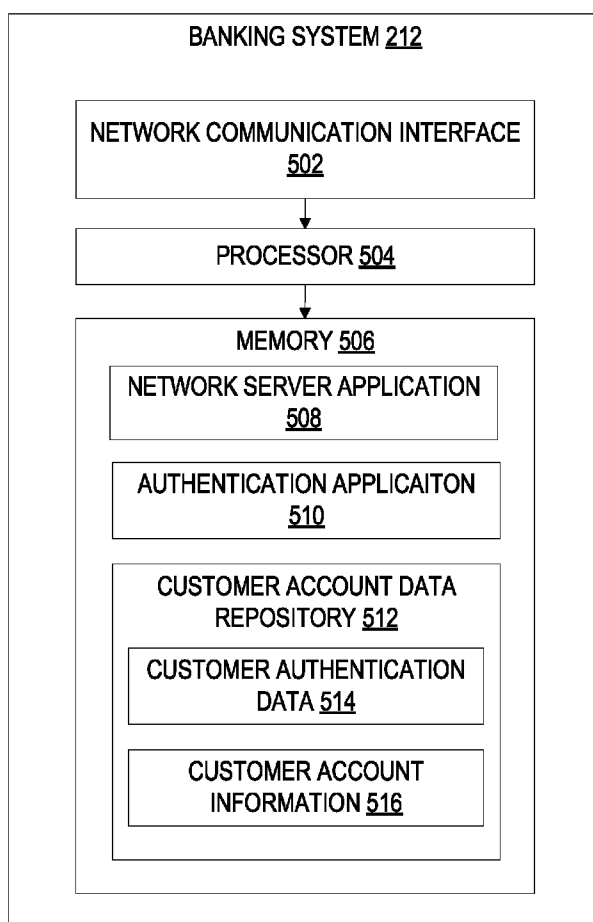 BANKING SYSTEM 212
NETWORK COMMUNICATION INTERFACE
502
PROCESSOR 504
MEMORY 506
NETWORK SERVER APPLICATION
508
AUTHENTICATION APPLICAITON
510
CUSTOMER ACCOUNT DATA
REPOSITORY 512
CUSTOMER AUTHENTICATION
DATA 514
CUSTOMER ACCOUNT
INFORMATION 516